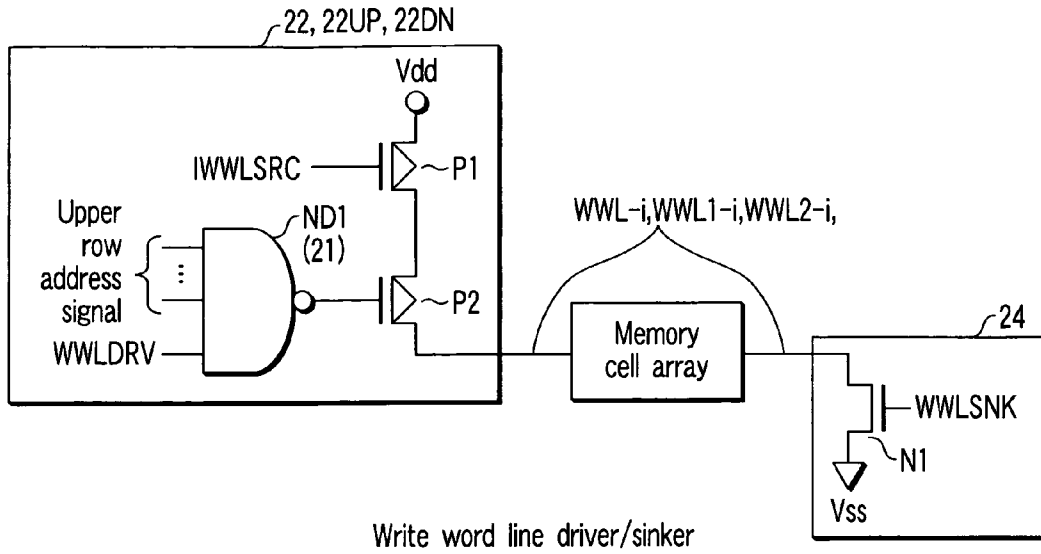 22, 22UP, 22DN
Vdd
IWWLSRC
P1
Upper
row
address
signal
ND1
(21)
...
P2
WWLDRV
WWL-i,WWL1-i,WWL2-i,
Memory
cell array
24
WWLSNK
N1
Vss
Write word line driver/sinker